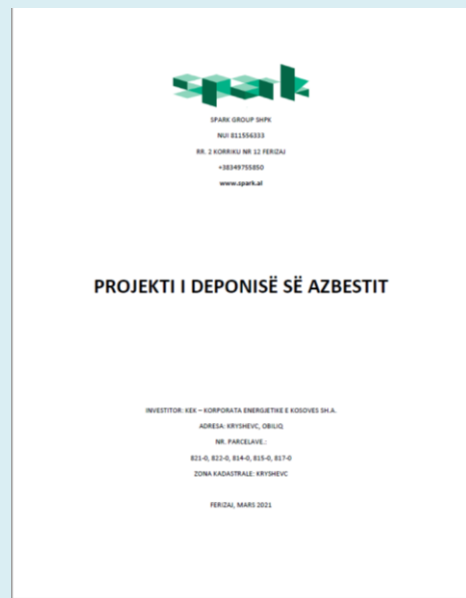 spark
SPARK GROUP SHPK
NUI 811556333
RR. 2 KORRIKU NR 12 FERIZAJ
+38349755850
www.spark.al
PROJEKTI I DEPONISË SË AZBESTIT
INVESTITOR: KEK – KORPORATA ENERGJETIKE E KOSOVES SH.A.
ADRESA: KRYSHEVC, OBILIQ
NR. PARCELAVE.:
821-0, 822-0, 814-0, 815-0, 817-0
ZONA KADASTRALE: KRYSHEVC
FERIZAJ, MARS 2021